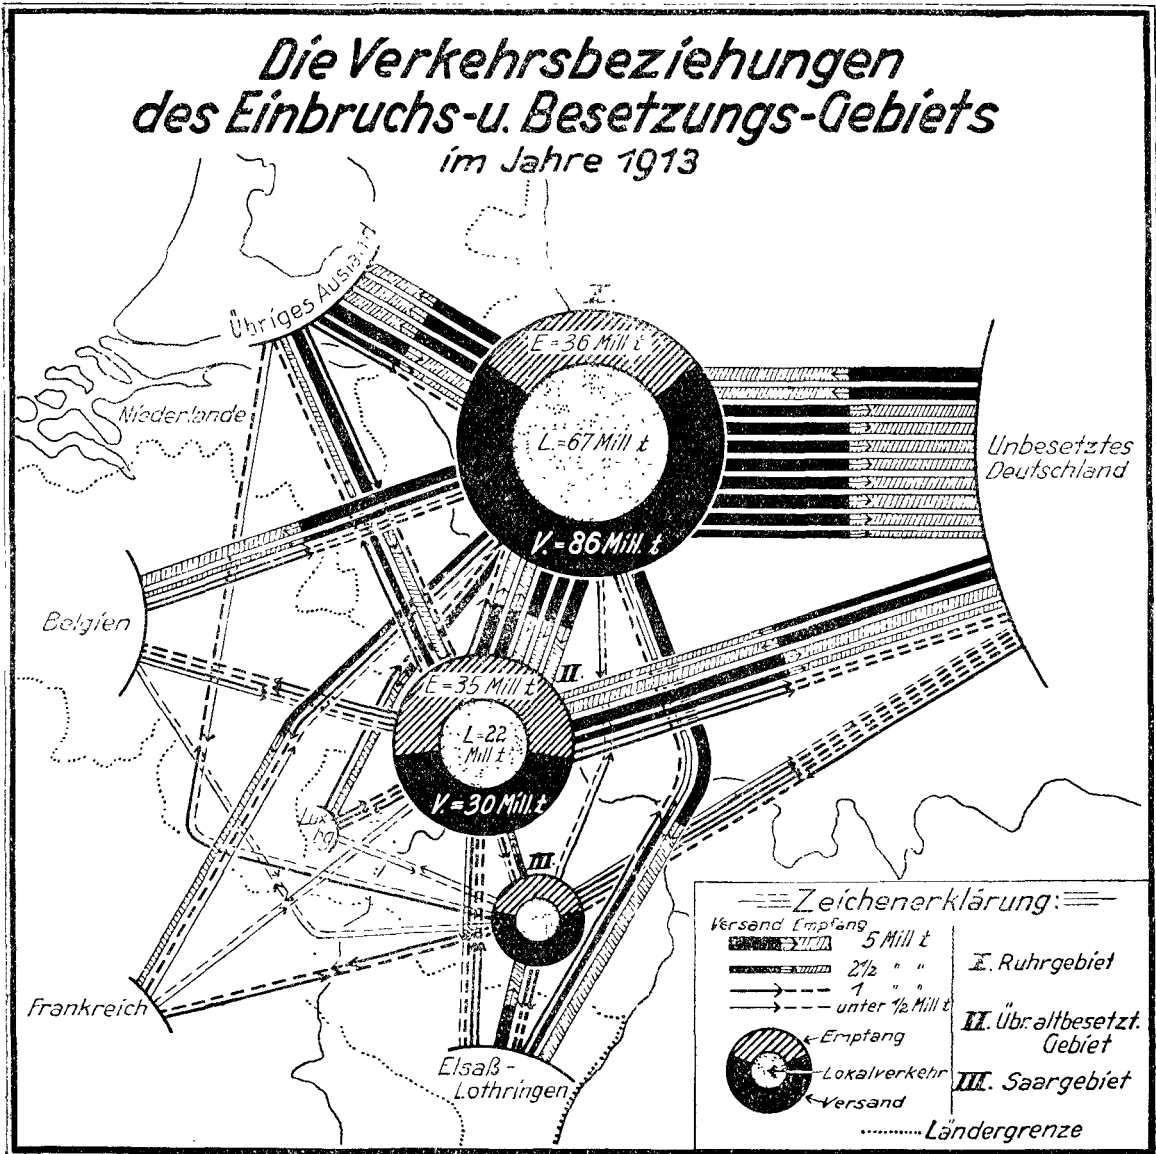 Die Verkehrsbeziehungen
des Einbruchs-u. Besetzungs-Gebiets
im Jahre 1913
Übriges Ausland
I.
E=36 Mill t
L=67 Mill t
V.=86 Mill. t
Niederlande
Unbesetztes
Deutschland
Belgien
II.
E=35 Mill t
L=22
Mill t
V=30 Mill t
Lux
bg
III.
Frankreich
Elsaß-
Lothringen
Zeichenerklärung:
Versand Empfang
5 Mill t
2½ " "
1 " "
unter ½ Mill t
Empfang
Lokalverkehr
Versand
I. Ruhrgebiet
II. Übr. altbesetzt.
Gebiet
III. Saargebiet
Ländergrenze